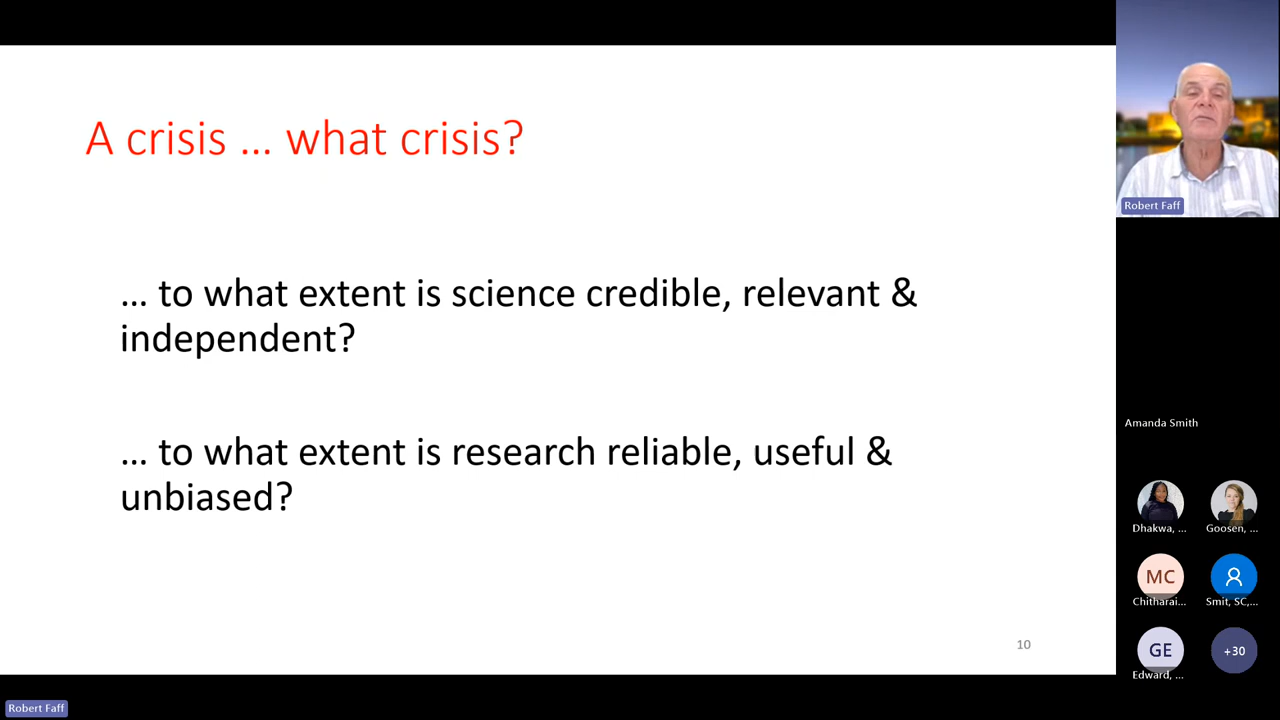 A crisis ... what crisis?
... to what extent is science credible, relevant &
independent?
... to what extent is research reliable, useful &
unbiased?
10
Robert Faff
Amanda Smith
Dhakwa, ...
Goosen, ...
MC
Chitharai...
Smit, SC,...
GE
Edward, ...
+30
Robert Faff